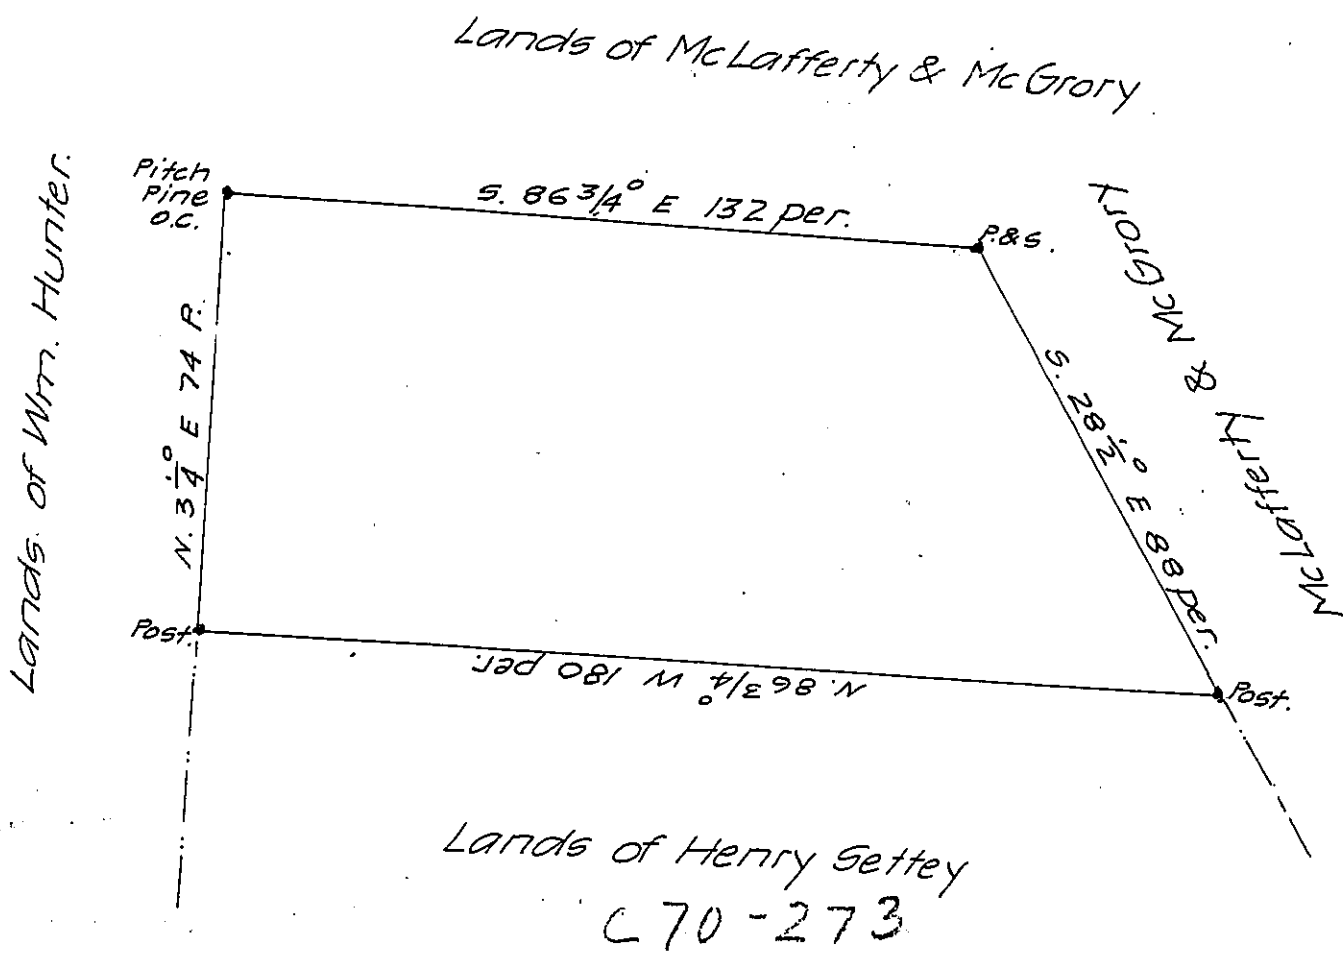 Lands of McLafferty & McGrory
Lands of Wm. Hunter.
Pitch
Pine
O.C.
S. 86 3/4° E 132 per.
P.&S.
McLafferty & McGrory
N. 3 1/4° E 74 P.
S. 28 1/2° E 88 per.
Post.
N. 86 3/4° W 180 per.
Post.
Lands of Henry Settey
C70-273